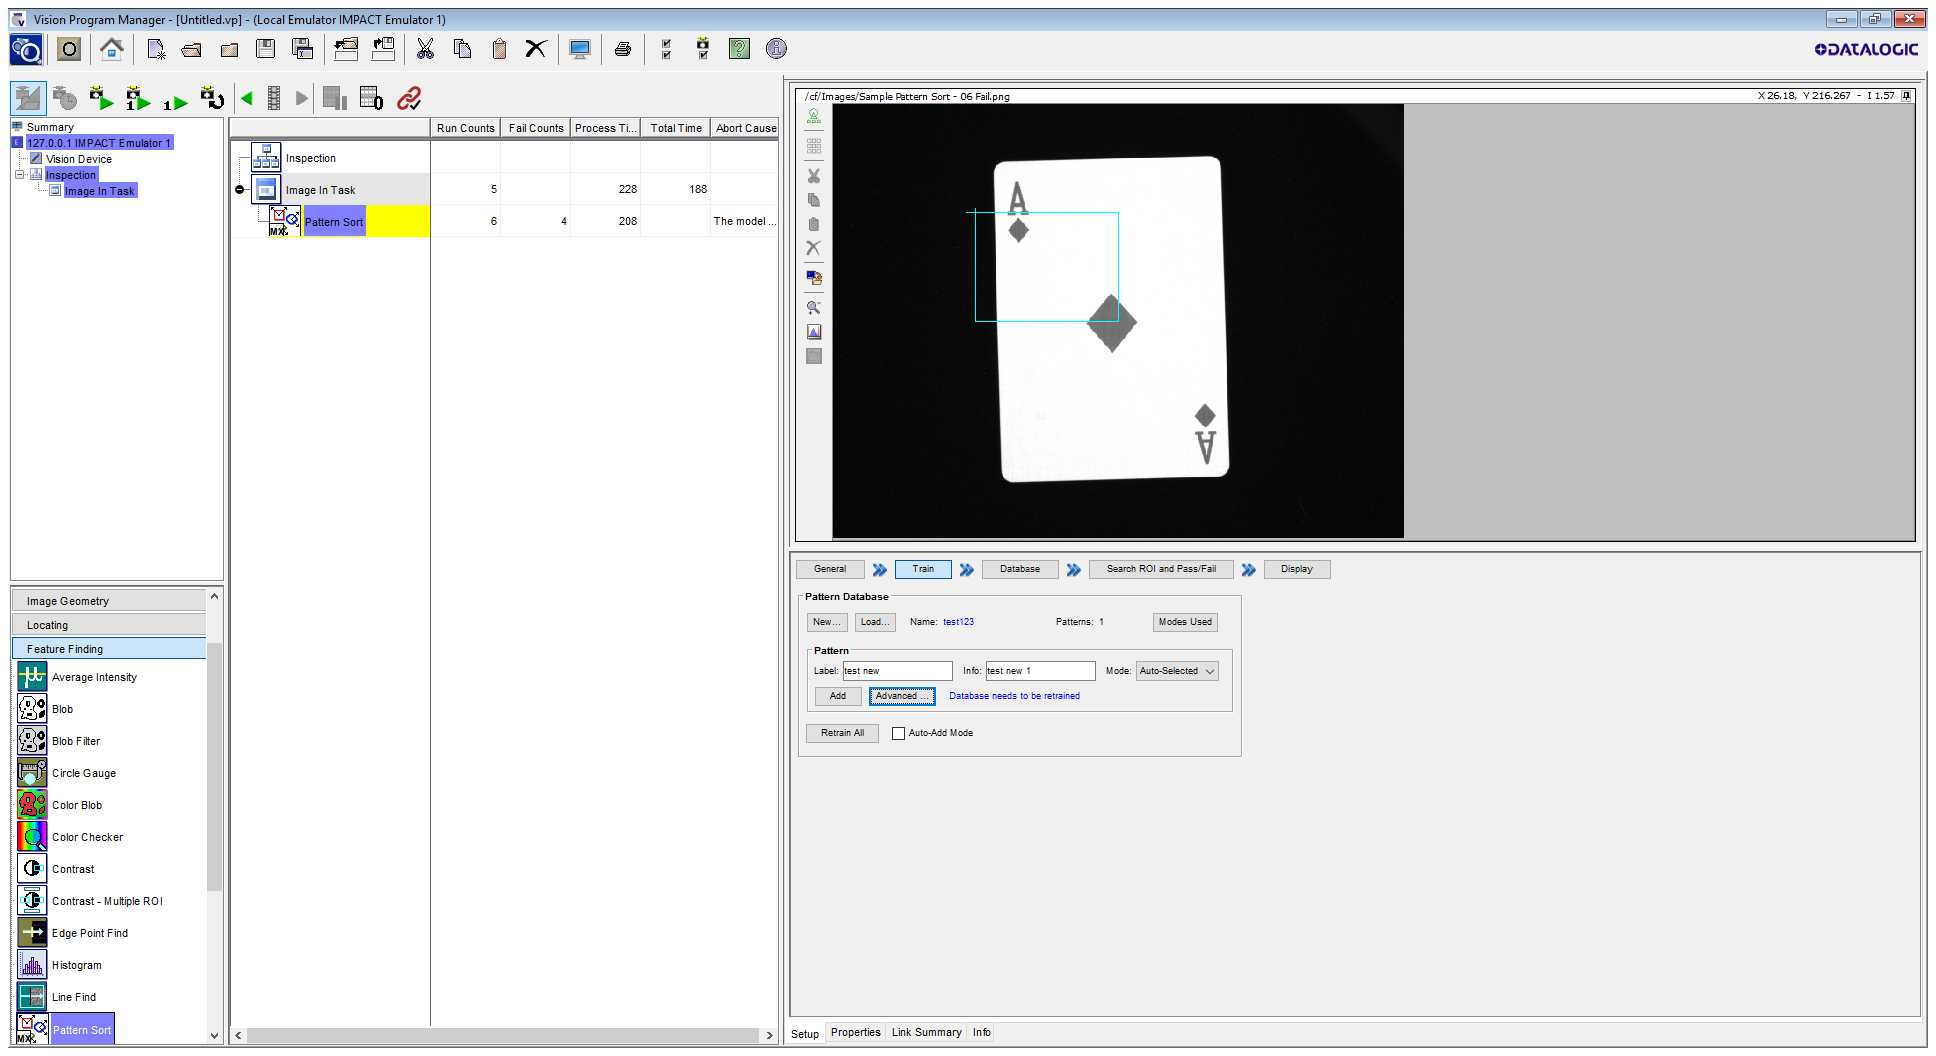 Vision Program Manager - [Untitled.vp] - (Local Emulator IMPACT Emulator 1)
DATALOGIC
Summary
127.0.0.1 IMPACT Emulator 1
Vision Device
Inspection
Image In Task
Run Counts Fail Counts Process Ti... Total Time Abort Cause
Inspection
Image In Task 5 228 188
Pattern Sort 6 4 208 The model ...
/cf/Images/Sample Pattern Sort - 06 Fail.png X 26.18, Y 216.267 - I 1.57
A
A
Image Geometry
Locating
Feature Finding
Average Intensity
Blob
Blob Filter
Circle Gauge
Color Blob
Color Checker
Contrast
Contrast - Multiple ROI
Edge Point Find
Histogram
Line Find
Pattern Sort
General Train Database Search ROI and Pass/Fail Display
Pattern Database
New... Load... Name: test123 Patterns: 1 Modes Used
Pattern
Label: test new Info: test new 1 Mode: Auto-Selected
Add Advanced ... Database needs to be retrained
Retrain All Auto-Add Mode
Setup Properties Link Summary Info